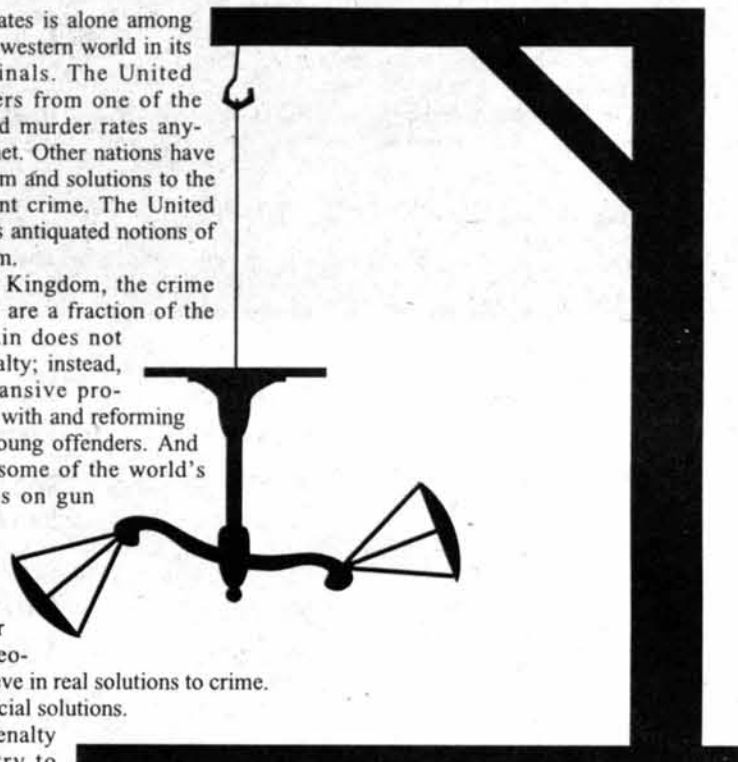 ates is alone among
western world in its
inals. The United
ers from one of the
d murder rates any-
net. Other nations have
m and solutions to the
nt crime. The United
s antiquated notions of
m.
Kingdom, the crime
are a fraction of the
in does not
alty; instead,
ansive pro-
with and reforming
oung offenders. And
some of the world's
s on gun
r
eo-
eve in real solutions to crime.
cial solutions.
enalty
try to